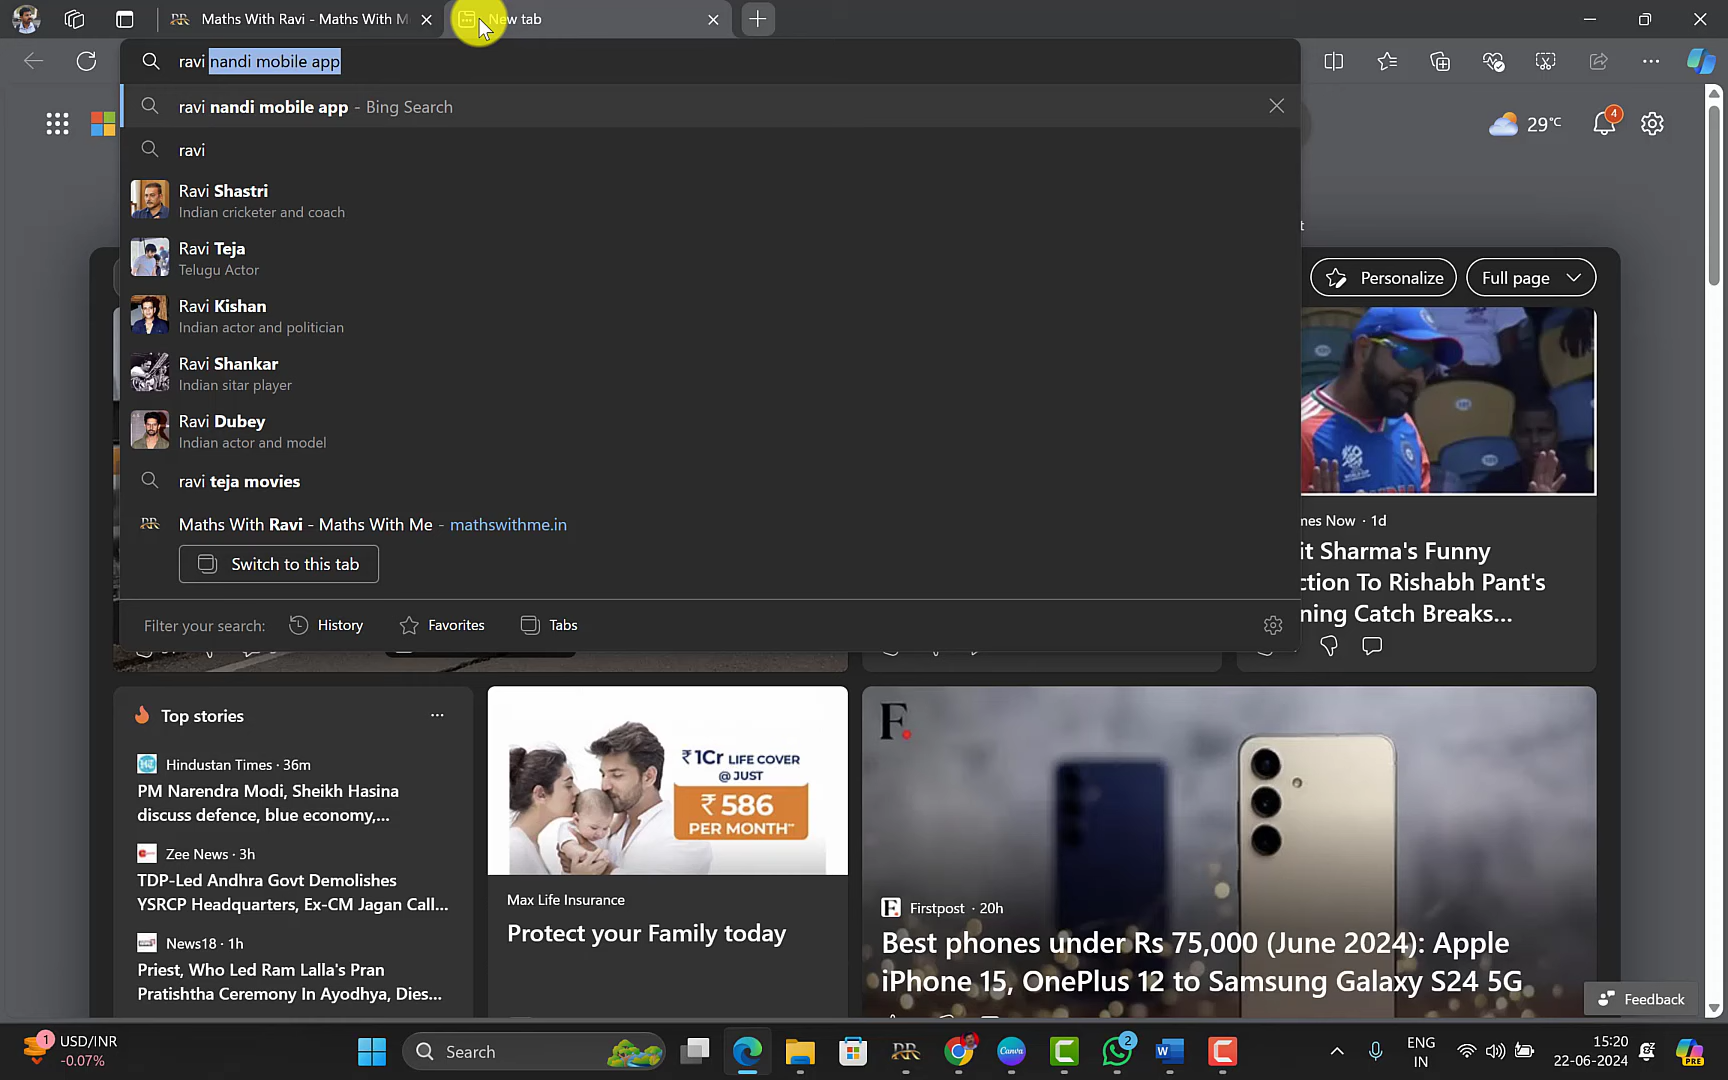 Maths With Ravi - Maths With M
New tab
ravi nandi mobile app
ravi nandi mobile app - Bing Search
ravi
Ravi Shastri
Indian cricketer and coach
Ravi Teja
Telugu Actor
Ravi Kishan
Indian actor and politician
Ravi Shankar
Indian sitar player
Ravi Dubey
Indian actor and model
ravi teja movies
Maths With Ravi - Maths With Me - mathswithme.in
Switch to this tab
Filter your search: History Favorites Tabs
29°C
4
Personalize
Full page
mes Now · 1d
it Sharma's Funny
ction To Rishabh Pant's
ning Catch Breaks...
Top stories
Hindustan Times · 36m
PM Narendra Modi, Sheikh Hasina
discuss defence, blue economy,...
Zee News · 3h
TDP-Led Andhra Govt Demolishes
YSRCP Headquarters, Ex-CM Jagan Call...
News18 · 1h
Priest, Who Led Ram Lalla's Pran
Pratishtha Ceremony In Ayodhya, Dies...
₹1Cr LIFE COVER
@ JUST
₹ 586
PER MONTH**
Max Life Insurance
Protect your Family today
F.
Firstpost · 20h
Best phones under Rs 75,000 (June 2024): Apple
iPhone 15, OnePlus 12 to Samsung Galaxy S24 5G
Feedback
1
USD/INR
-0.07%
Search
2
ENG
IN
15:20
22-06-2024
PRE